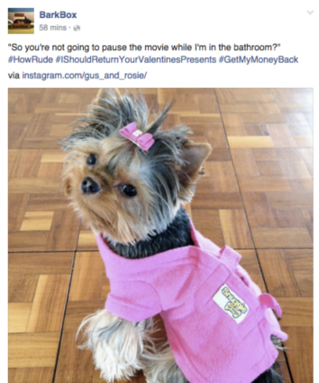 BarkBox
58 mins ·
"So you're not going to pause the movie while I'm in the bathroom?"
#HowRude #IShouldReturnYourValentinesPresents #GetMyMoneyBack
via instagram.com/gus_and_rosie/